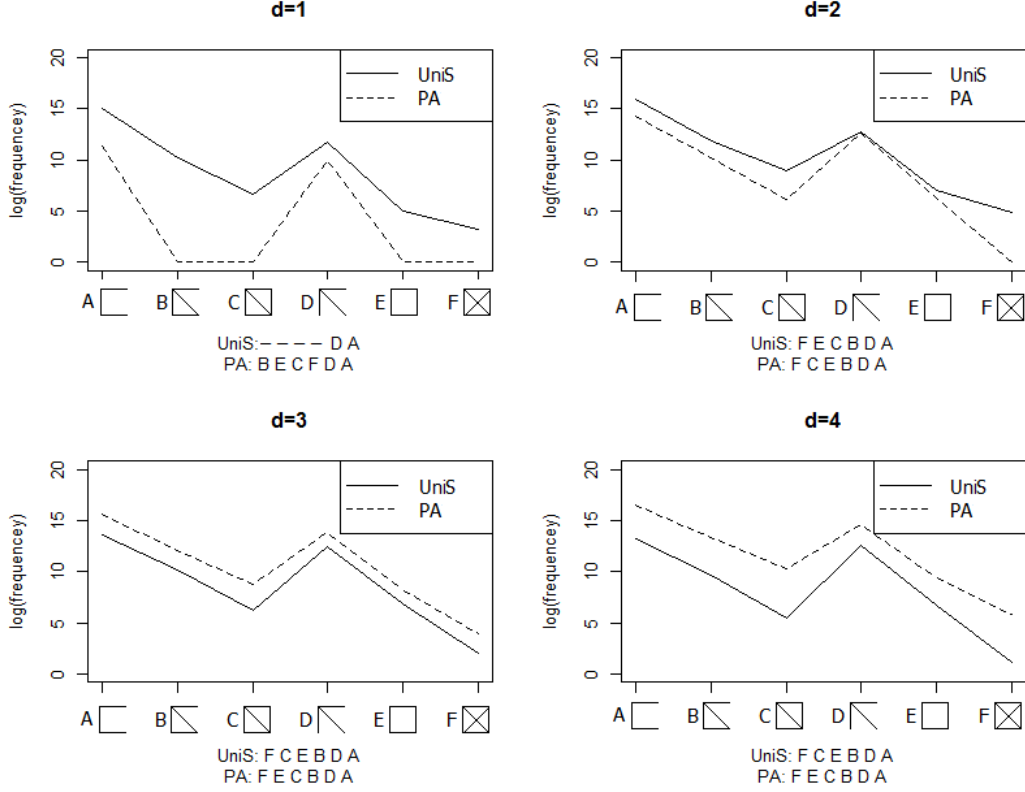 d=1
log(frequencey)
20
15
10
5
0
UniS
PA
A B C D E F
UniS:– – – – D A
PA: B E C F D A
d=2
log(frequencey)
20
15
10
5
0
UniS
PA
A B C D E F
UniS: F E C B D A
PA: F C E B D A
d=3
log(frequencey)
20
15
10
5
0
UniS
PA
A B C D E F
UniS: F C E B D A
PA: F E C B D A
d=4
log(frequencey)
20
15
10
5
0
UniS
PA
A B C D E F
UniS: F C E B D A
PA: F E C B D A